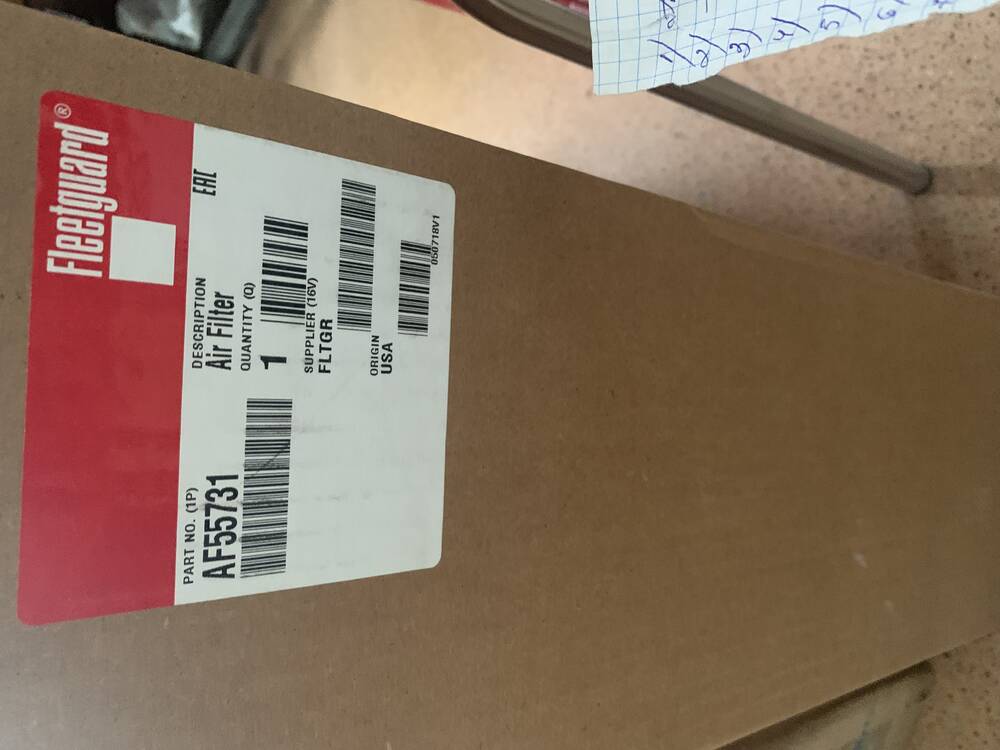 Fleetguard®
PART NO. (1P)
AF55731
DESCRIPTION
Air Filter
EAC
QUANTITY (Q)
1
SUPPLIER (16V)
FLTGR
ORIGIN
USA
050718V1
1)
2)
3)
4)
5)
6)